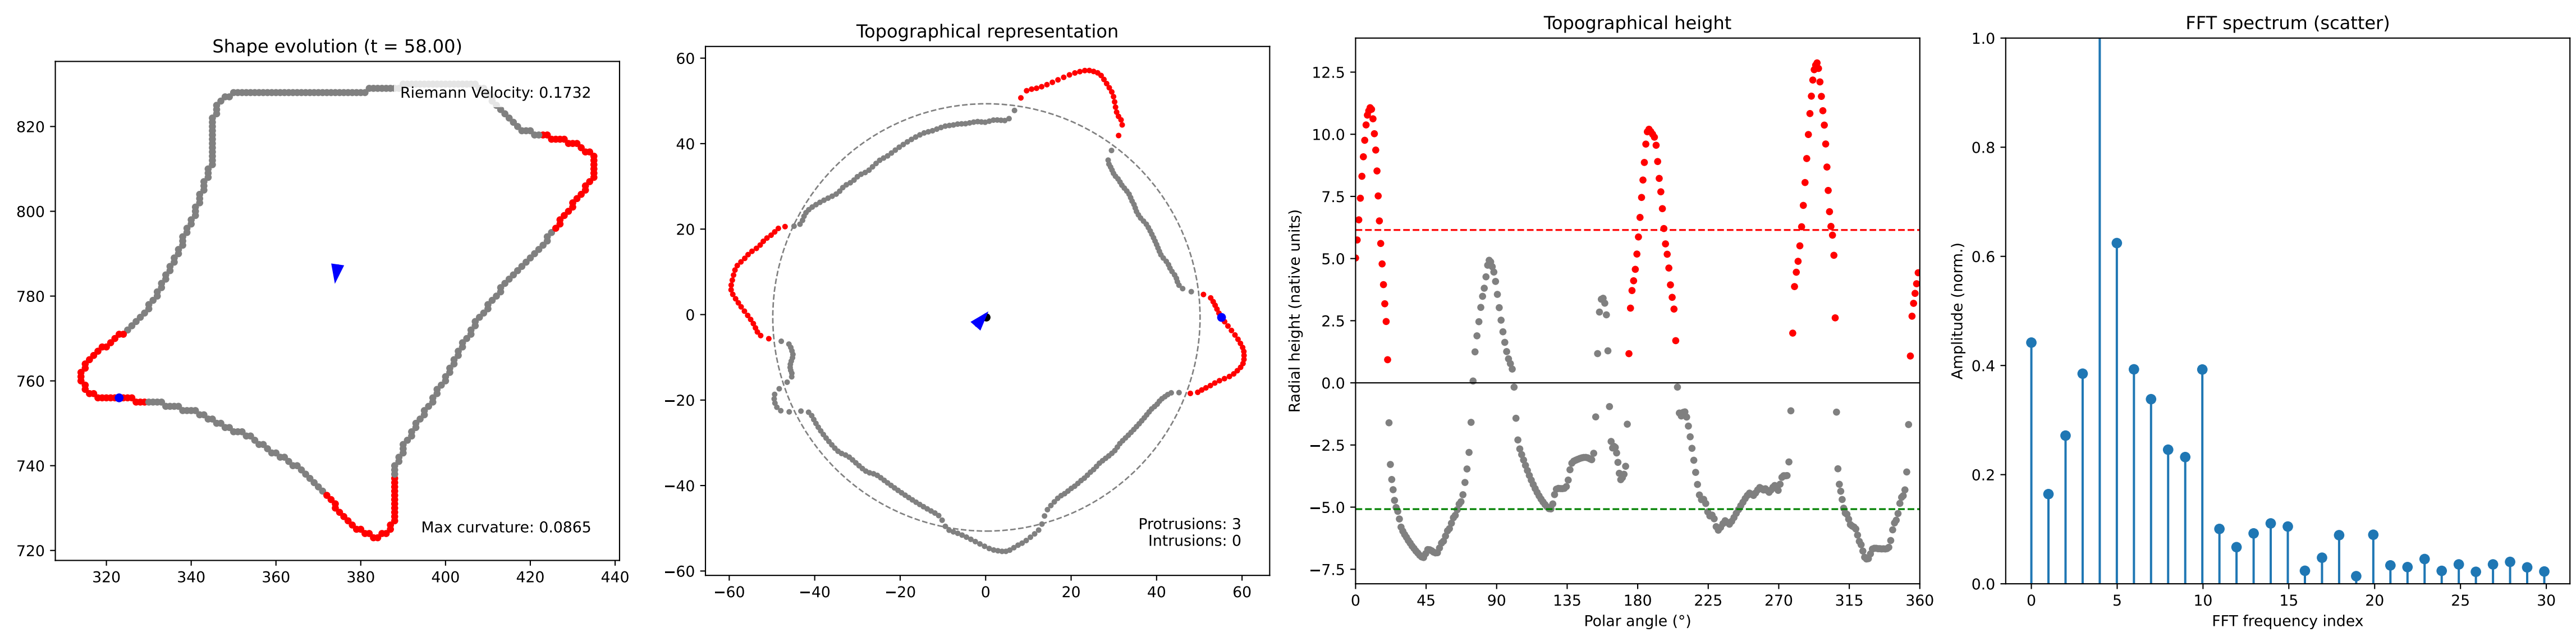 Shape evolution (t = 58.00)
Riemann Velocity: 0.1732
Max curvature: 0.0865
820
800
780
760
740
720
320 340 360 380 400 420 440
Topographical representation
60
40
20
0
−20
−40
−60
−60 −40 −20 0 20 40 60
Protrusions: 3
Intrusions: 0
Topographical height
Radial height (native units)
12.5
10.0
7.5
5.0
2.5
0.0
−2.5
−5.0
−7.5
0 45 90 135 180 225 270 315 360
Polar angle (°)
FFT spectrum (scatter)
Amplitude (norm.)
1.0
0.8
0.6
0.4
0.2
0.0
0 5 10 15 20 25 30
FFT frequency index